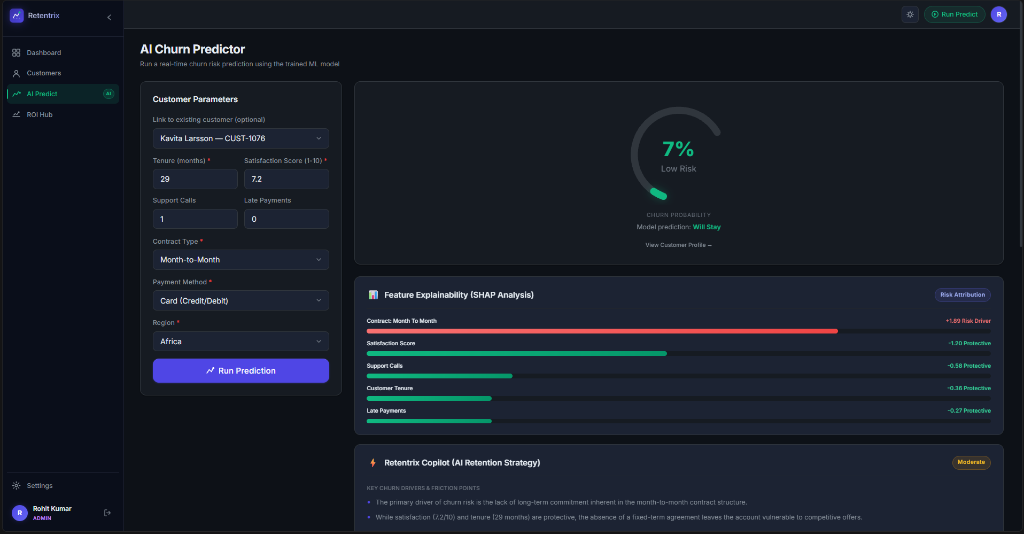 Retentrix
Run Predict
R
Dashboard
Customers
AI Predict
AI
ROI Hub
AI Churn Predictor
Run a real-time churn risk prediction using the trained ML model
Customer Parameters
Link to existing customer (optional)
Kavita Larsson — CUST-1076
Tenure (months) *
Satisfaction Score (1-10) *
29
7.2
Support Calls
Late Payments
1
0
Contract Type *
Month-to-Month
Payment Method *
Card (Credit/Debit)
Region *
Africa
Run Prediction
7%
Low Risk
CHURN PROBABILITY
Model prediction: Will Stay
View Customer Profile →
Feature Explainability (SHAP Analysis)
Risk Attribution
Contract: Month To Month
+1.89 Risk Driver
Satisfaction Score
-1.20 Protective
Support Calls
-0.58 Protective
Customer Tenure
-0.36 Protective
Late Payments
-0.27 Protective
Retentrix Copilot (AI Retention Strategy)
Moderate
KEY CHURN DRIVERS & FRICTION POINTS
• The primary driver of churn risk is the lack of long-term commitment inherent in the month-to-month contract structure.
• While satisfaction (7.2/10) and tenure (29 months) are protective, the absence of a fixed-term agreement leaves the account vulnerable to competitive offers.
Settings
R
Rohit Kumar
ADMIN